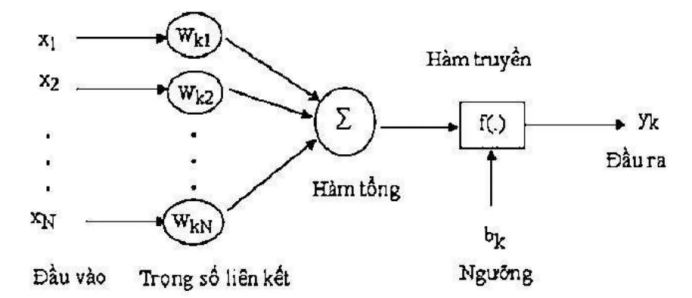 x1
Wk1
x2
Wk2
Hàm truyền
Σ
f(.)
yk
Đầu ra
Hàm tổng
xN
WkN
bk
Ngưỡng
Đầu vào
Trọng số liên kết